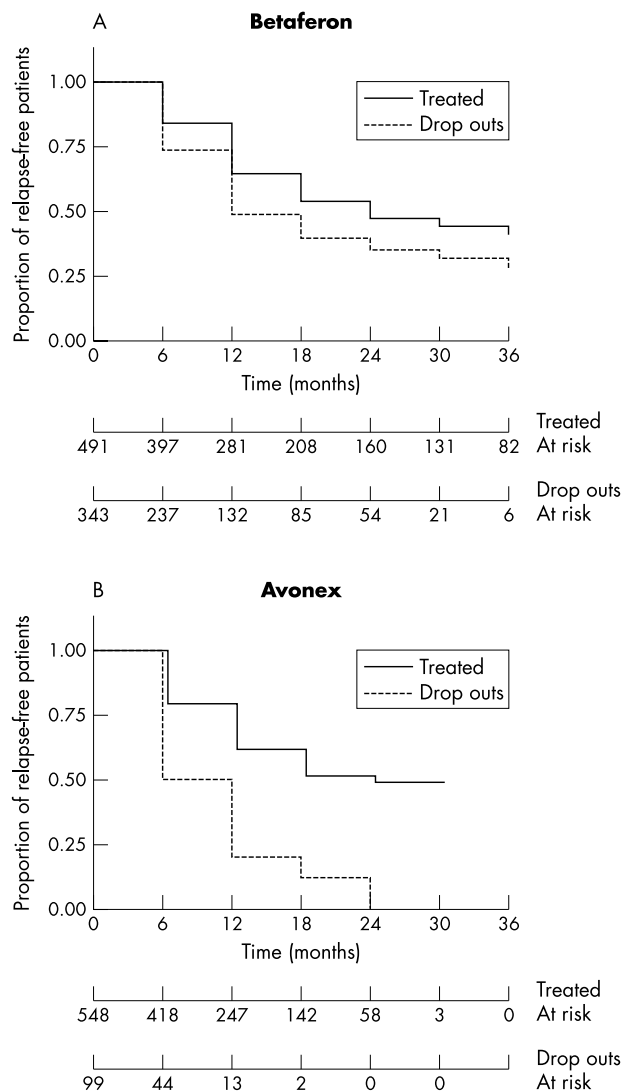 A Betaferon
Proportion of relapse-free patients
1.00
0.75
0.50
0.25
0.00
Treated
Drop outs
0 6 12 18 24 30 36
Time (months)
Treated
491 397 281 208 160 131 82 At risk
Drop outs
343 237 132 85 54 21 6 At risk
B Avonex
Proportion of relapse-free patients
1.00
0.75
0.50
0.25
0.00
Treated
Drop outs
0 6 12 18 24 30 36
Time (months)
Treated
548 418 247 142 58 3 0 At risk
Drop outs
99 44 13 2 0 0 At risk